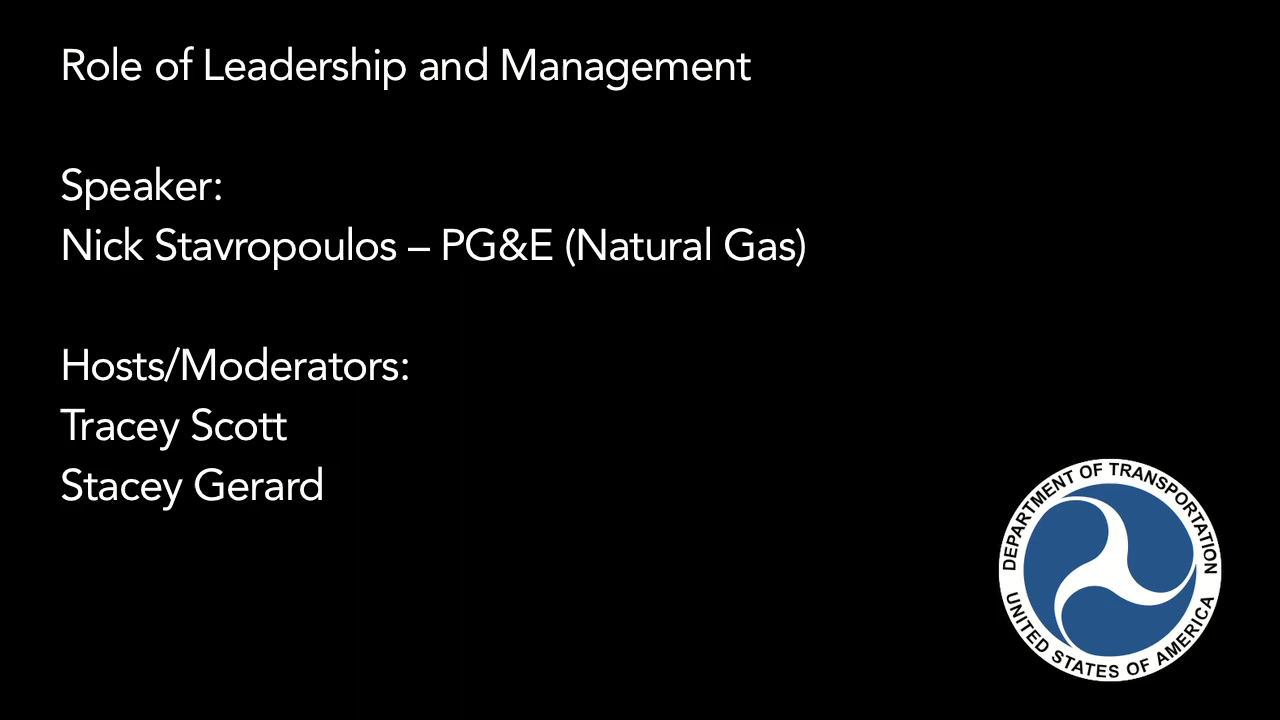 Role of Leadership and Management
Speaker:
Nick Stavropoulos – PG&E (Natural Gas)
Hosts/Moderators:
Tracey Scott
Stacey Gerard
DEPARTMENT OF TRANSPORTATION
UNITED STATES OF AMERICA